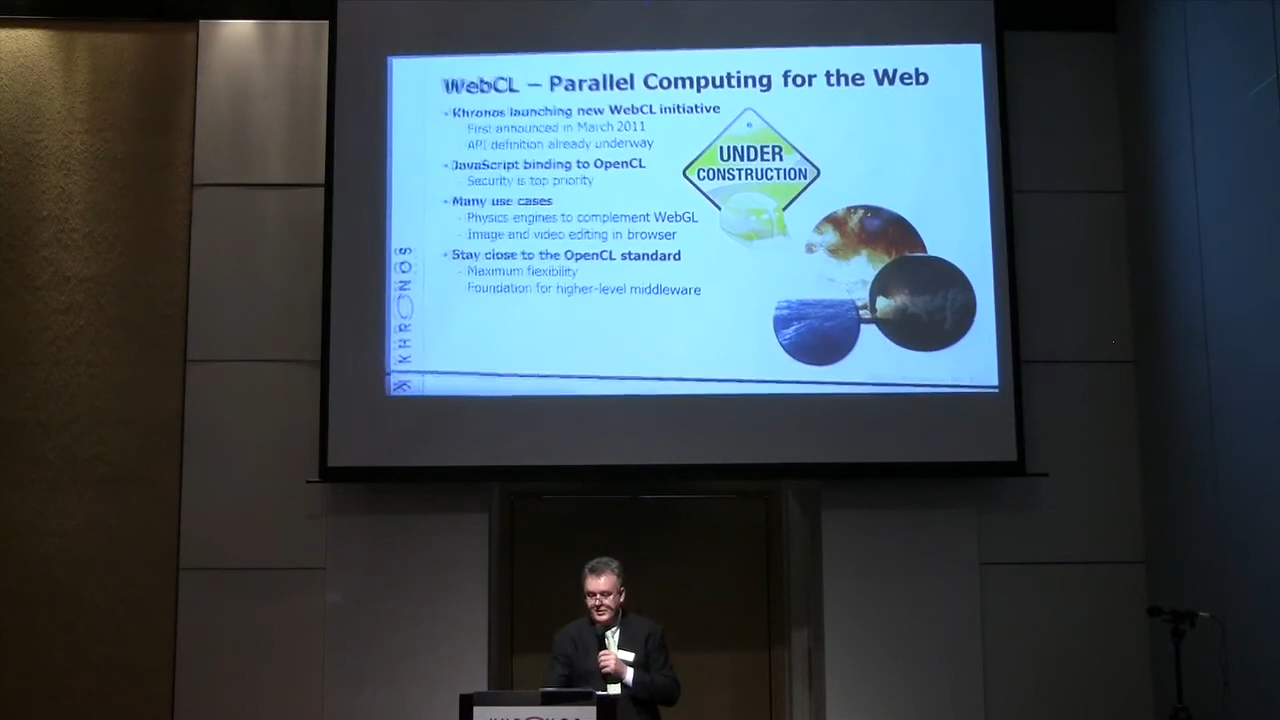 WebCL – Parallel Computing for the Web
- Khronos launching new WebCL initiative
- First announced in March 2011
- API definition already underway
- JavaScript binding to OpenCL
- Security is top priority
- Many use cases
- Physics engines to complement WebGL
- Image and video editing in browser
- Stay close to the OpenCL standard
- Maximum flexibility
- Foundation for higher-level middleware
UNDER
CONSTRUCTION
KHRONOS
KHRONOS